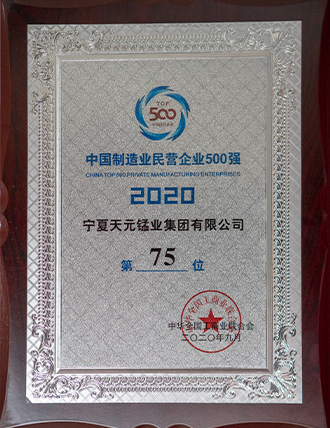 TOP
500
中国制造业民营企业500强
CHINA TOP 500 PRIVATE MANUFACTURING ENTERPRISES
2020
宁夏天元锰业集团有限公司
第 75 位
中华全国工商业联合会
二〇二〇年九月